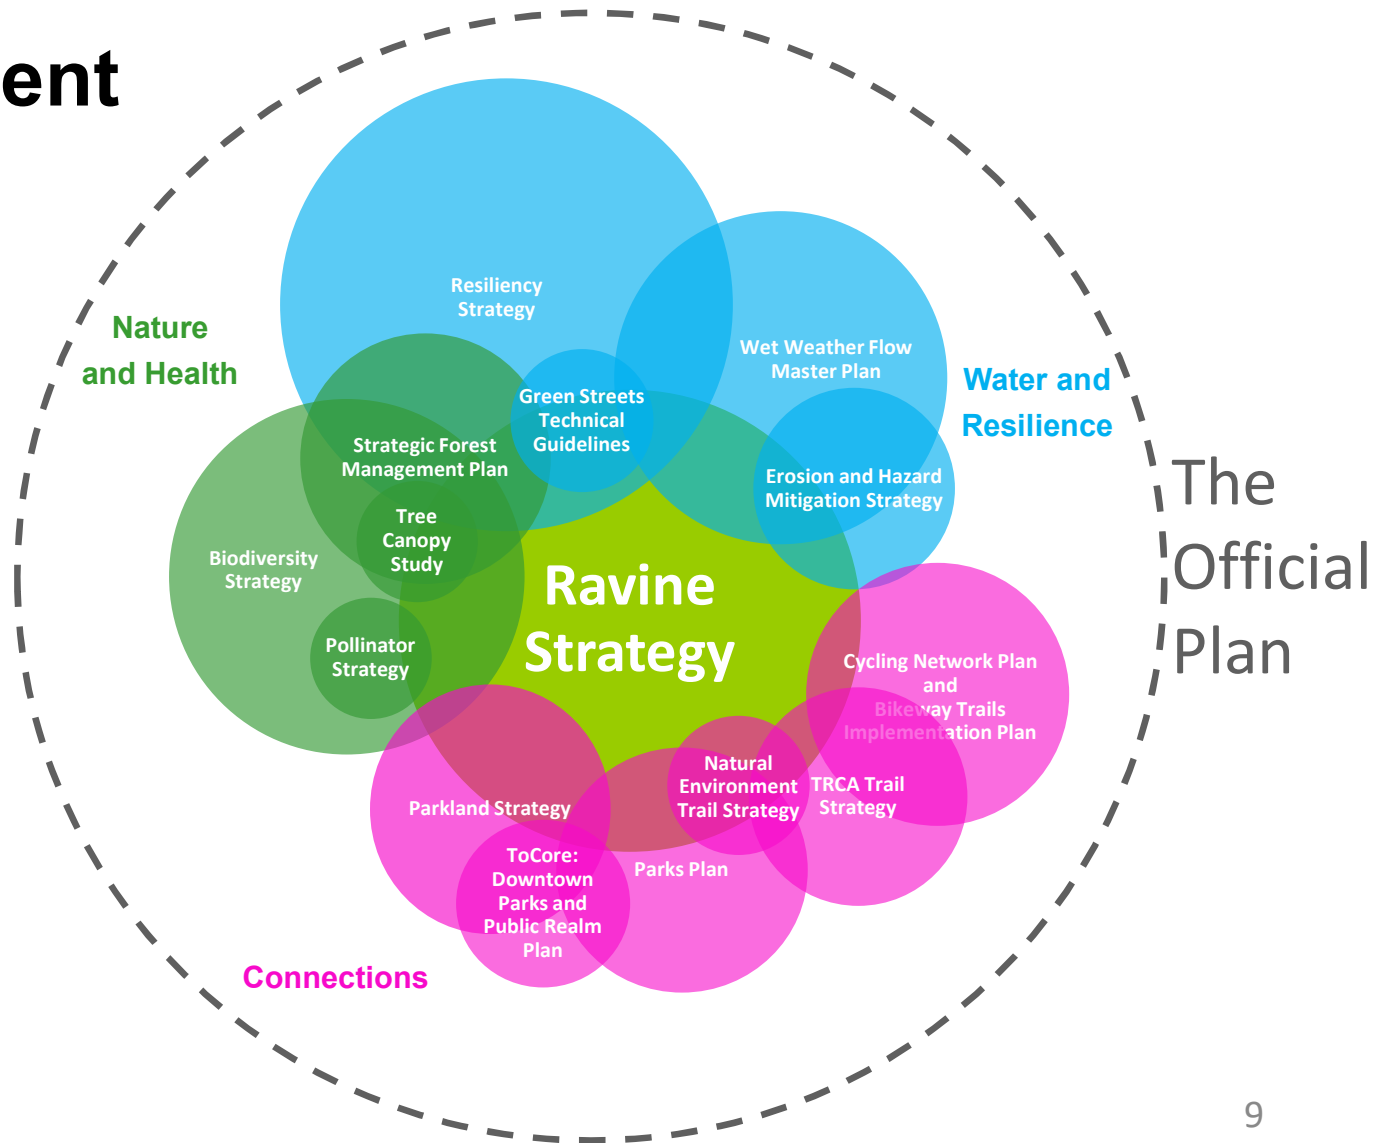 ent
Resiliency
Strategy
Nature
and Health
Wet Weather Flow
Master Plan
Water and
Resilience
Green Streets
Technical
Guidelines
Strategic Forest
Management Plan
Erosion and Hazard
Mitigation Strategy
The
Official
Plan
Tree
Canopy
Study
Biodiversity
Strategy
Ravine
Strategy
Pollinator
Strategy
Cycling Network Plan
and
Bikeway Trails
Implementation Plan
Natural
Environment
Trail Strategy
TRCA Trail
Strategy
Parkland Strategy
ToCore:
Downtown
Parks and
Public Realm
Plan
Parks Plan
Connections
9